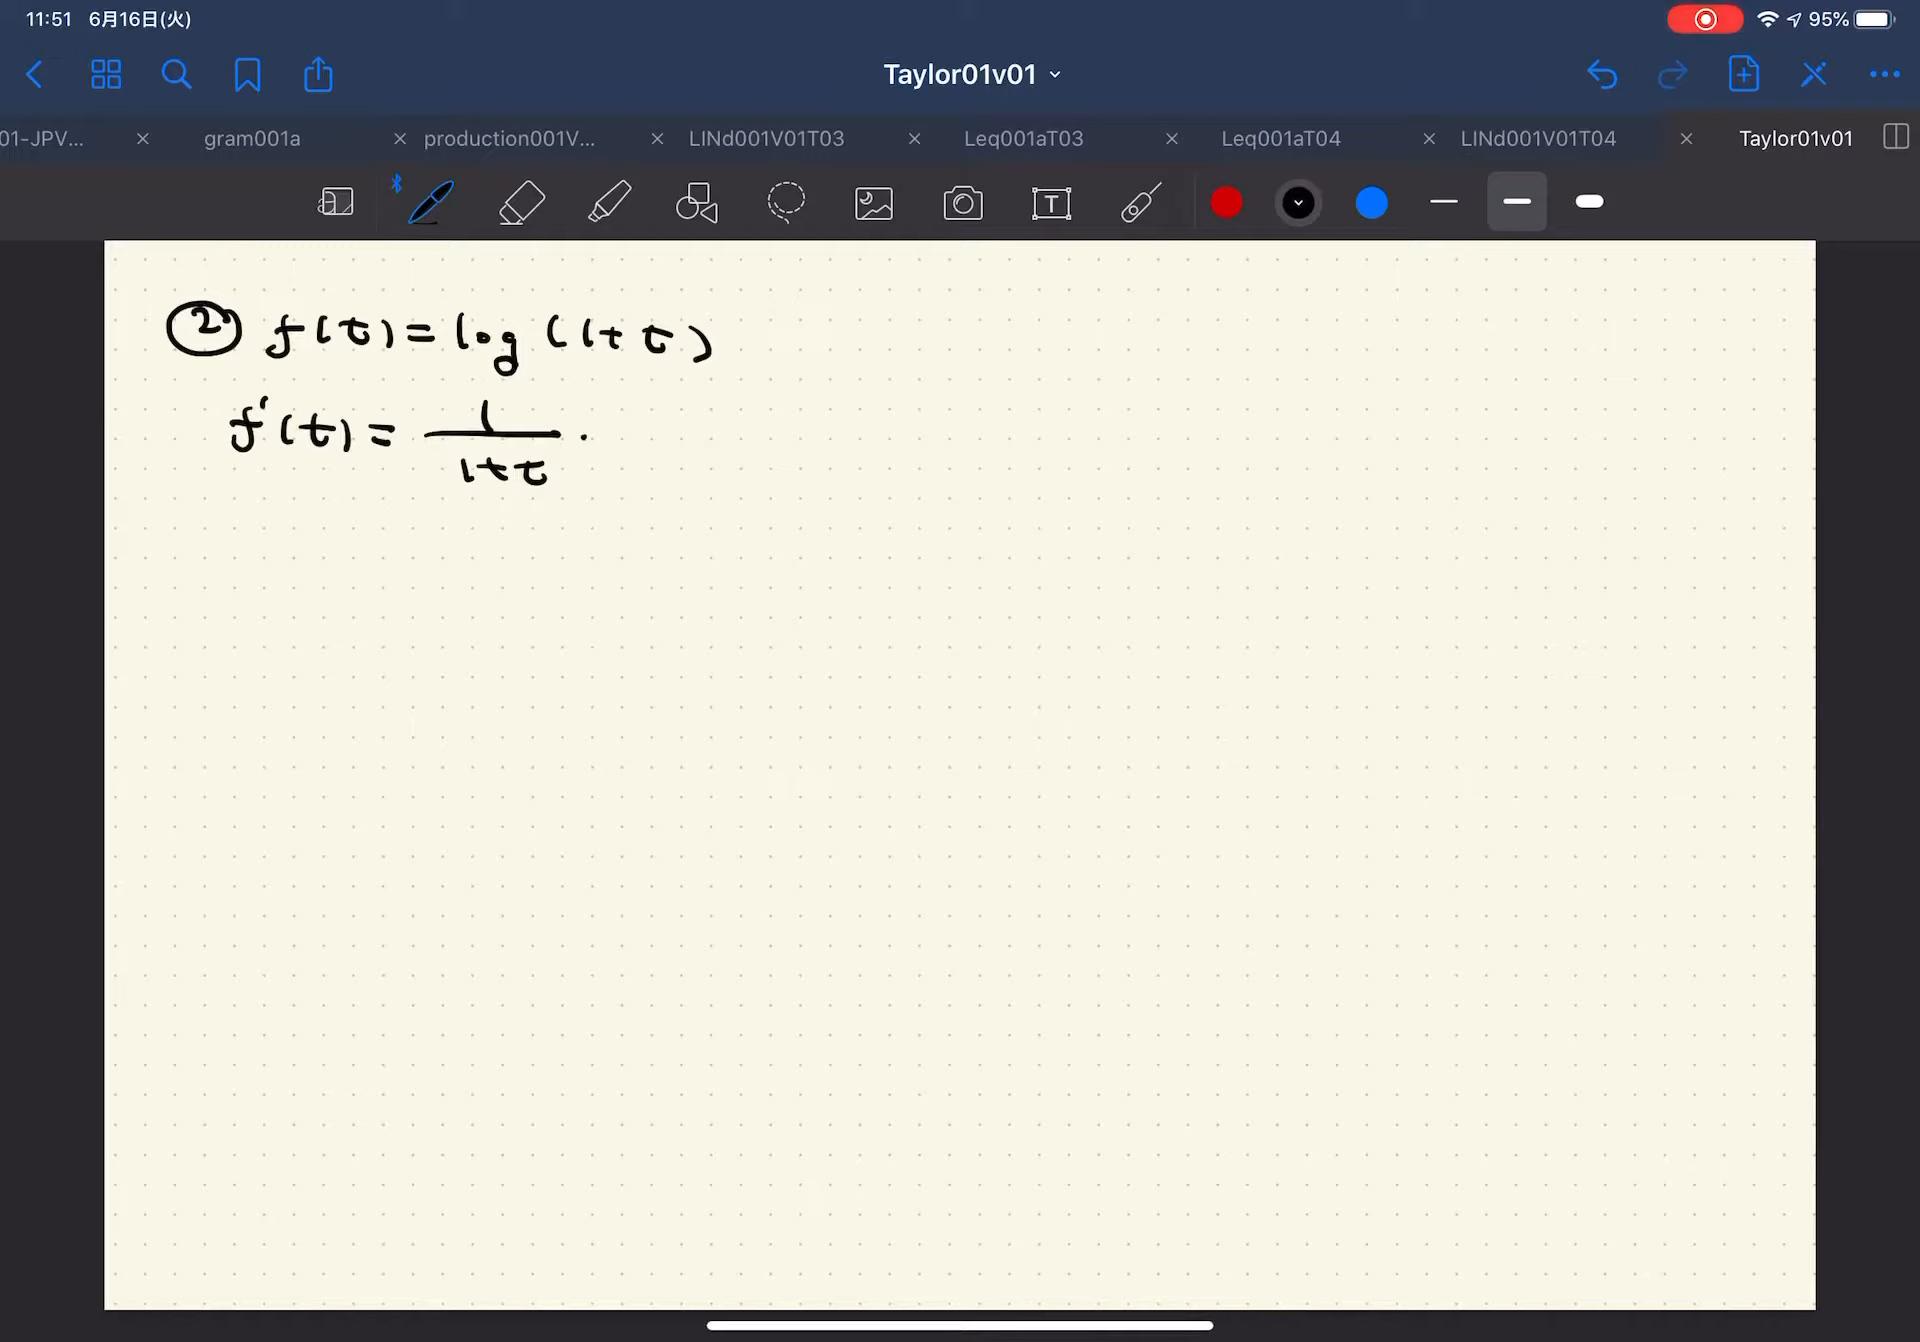 11:51 6月16日(火) 95%
Taylor01v01
01-JPV... gram001a production001V... LINd001V01T03 Leq001aT03 Leq001aT04 LINd001V01T04 Taylor01v01
② f(t) = log (1+t)
f'(t) = 1/(1+t) .